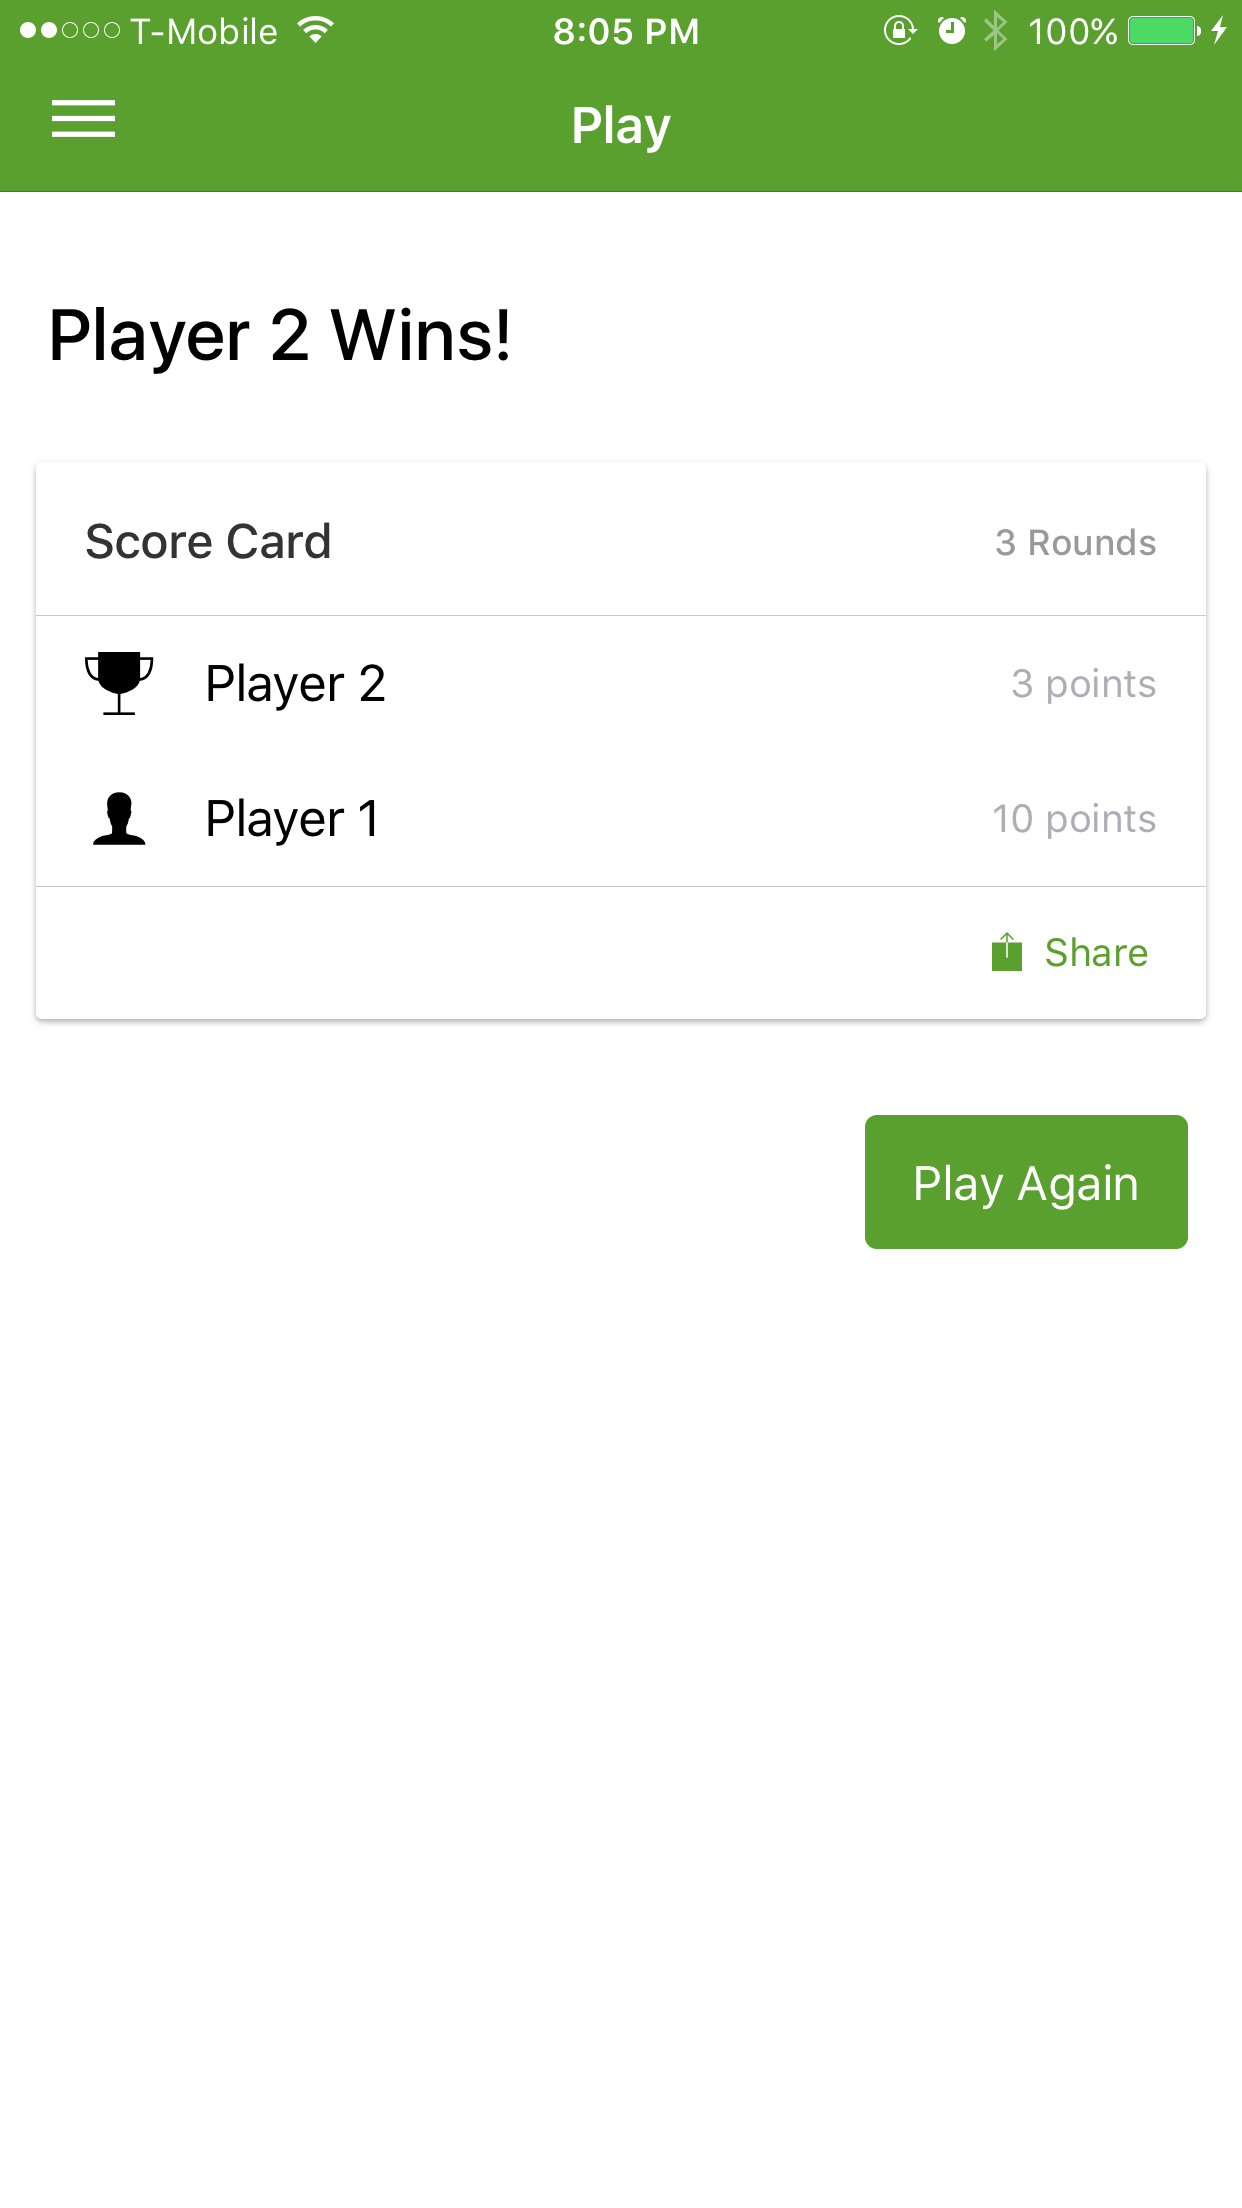 T-Mobile 8:05 PM 100%
Play
Player 2 Wins!
Score Card 3 Rounds
Player 2 3 points
Player 1 10 points
Share
Play Again